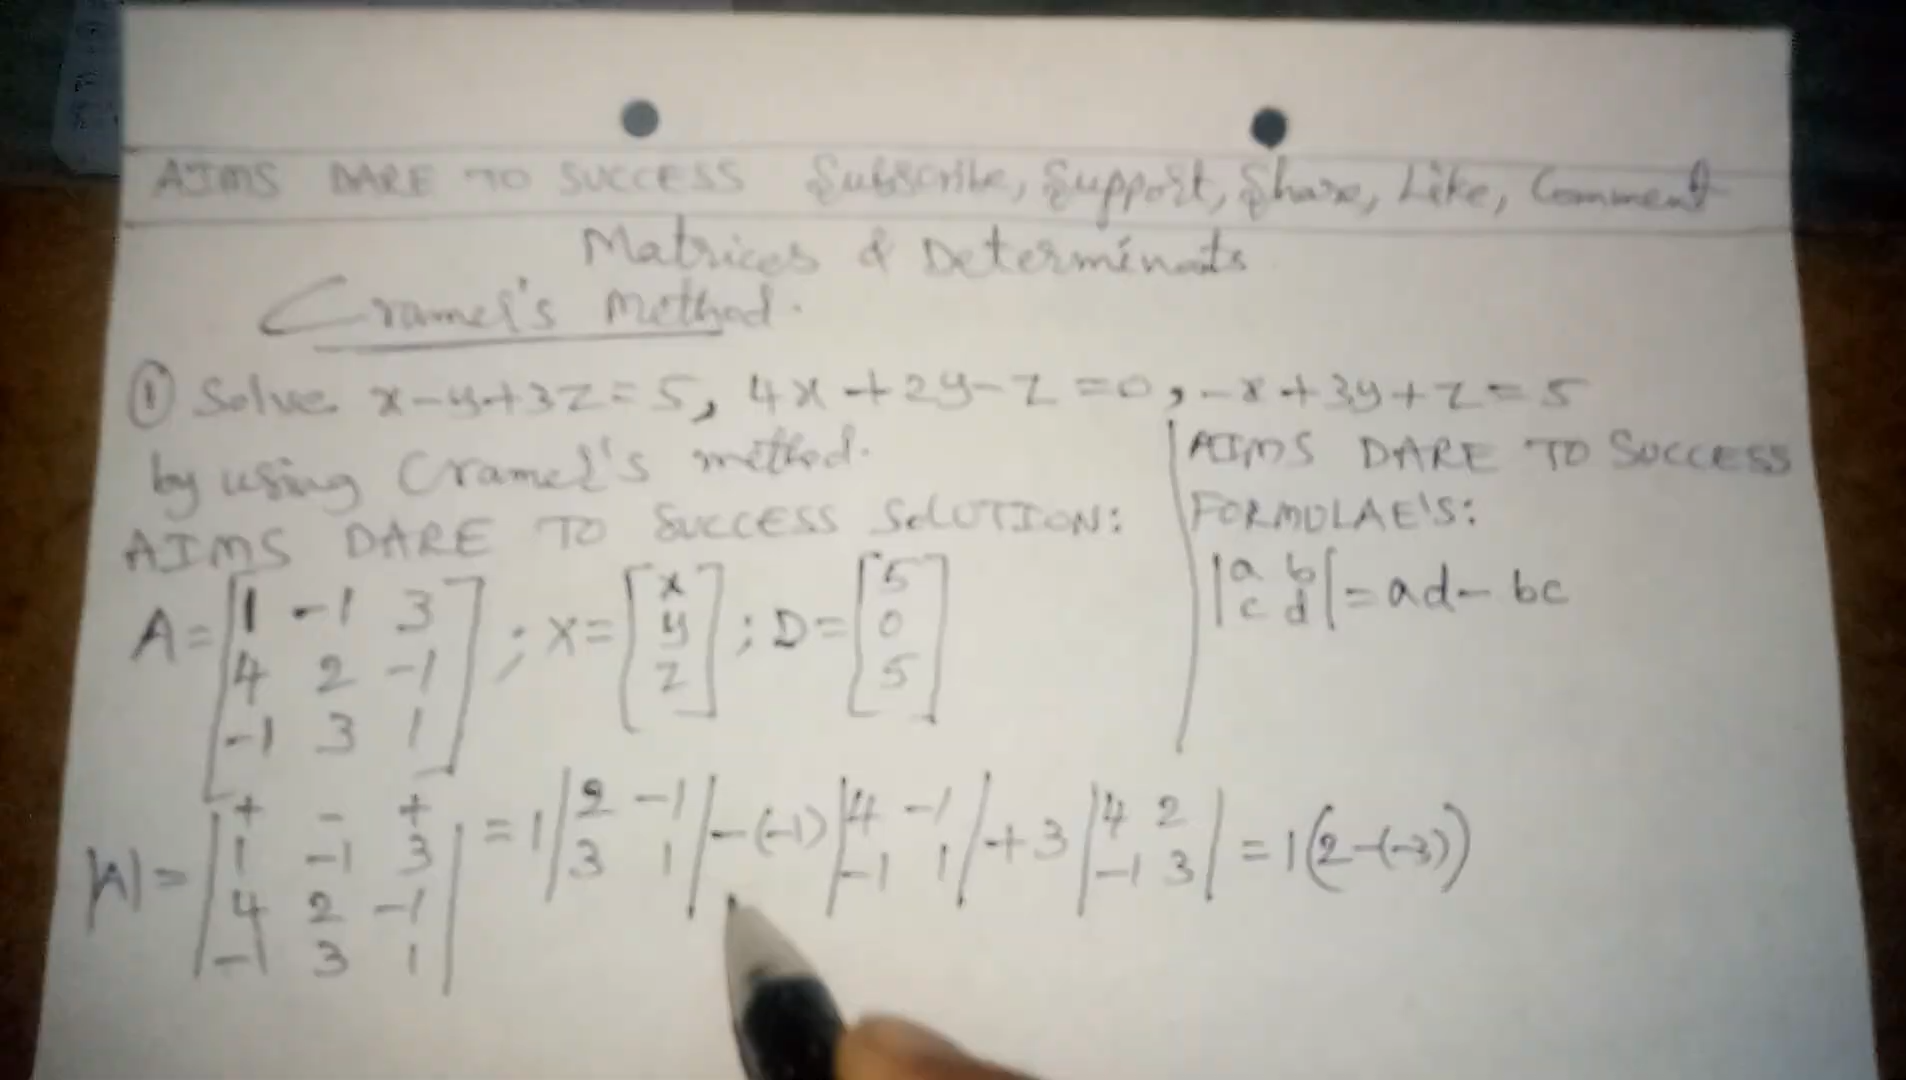 AIMS DARE TO SUCCESS Subscribe, Support, Share, Like, Comment
Matrices & Determinats
Cramer's Method.
① Solve x-y+3z=5, 4x+2y-z=0, -x+3y+z=5
by using Cramer's method.
AIMS DARE TO SUCCESS SOLUTION:
AIMS DARE TO SUCCESS
FORMULAE'S:
|a b|
|c d| = ad - bc
A = [1 -1 3] ; X = [x] ; D = [5]
[4 2 -1] [y] [0]
[-1 3 1] [z] [5]
+ - +
|A| = |1 -1 3| = 1 |2 -1| -(-1) |4 -1| + 3 |4 2| = 1(2-(-3))
|4 2 -1| |3 1| |-1 1| |-1 3|
|-1 3 1|